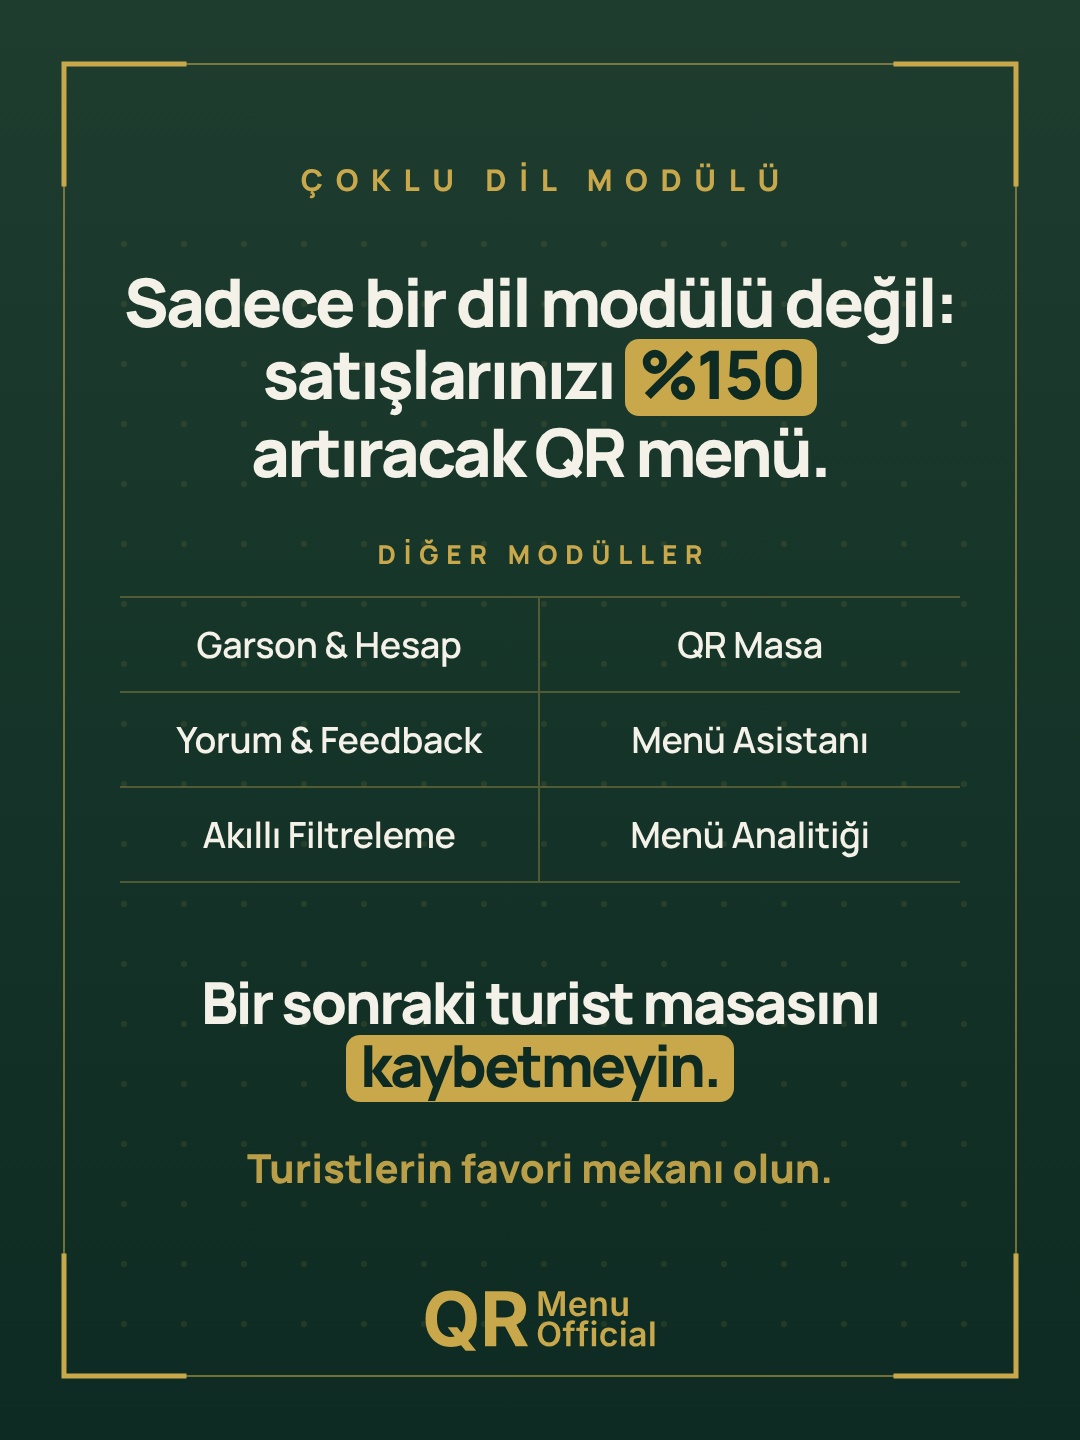 ÇOKLU DİL MODÜLÜ
Sadece bir dil modülü değil:
satışlarınızı %150
artıracak QR menü.
DİĞER MODÜLLER
Garson & Hesap
QR Masa
Yorum & Feedback
Menü Asistanı
Akıllı Filtreleme
Menü Analitiği
Bir sonraki turist masasını
kaybetmeyin.
Turistlerin favori mekanı olun.
QR Menu
Official